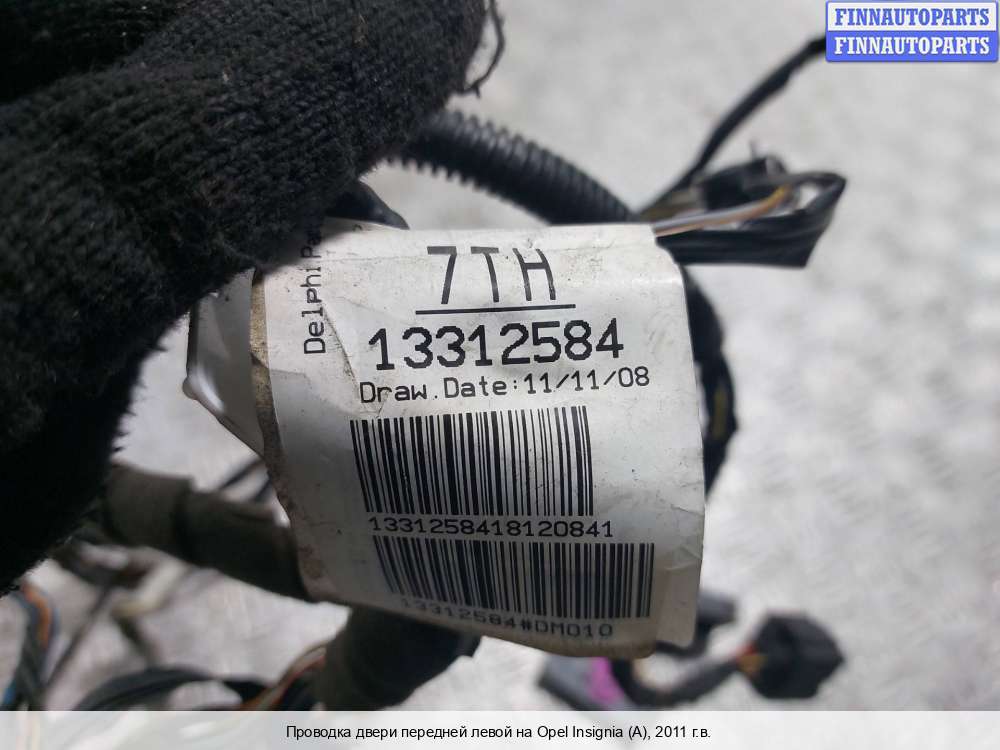 FINNAUTOPARTS
FINNAUTOPARTS
7TH
13312584
Draw.Date:11/11/08
Delphi
1331258418120841
13312584#DM010
Проводка двери передней левой на Opel Insignia (A), 2011 г.в.